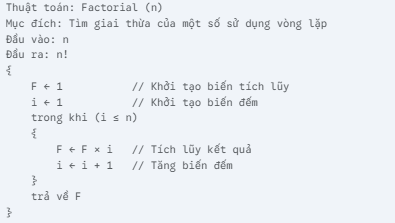 Thuật toán: Factorial (n)
Mục đích: Tìm giai thừa của một số sử dụng vòng lặp
Đầu vào: n
Đầu ra: n!
{
    F ← 1          // Khởi tạo biến tích lũy
    i ← 1          // Khởi tạo biến đếm
    trong khi (i ≤ n)
    {
        F ← F × i   // Tích lũy kết quả
        i ← i + 1   // Tăng biến đếm
    }
    trả về F
}